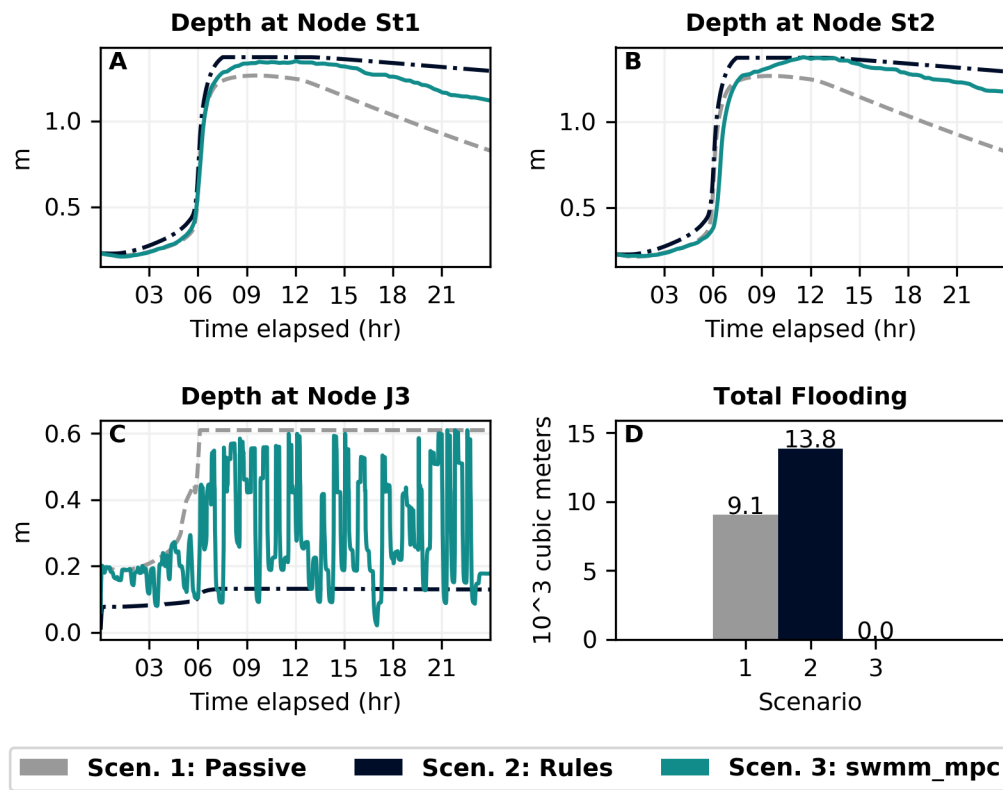 Depth at Node St1
A
m
1.0
0.5
03 06 09 12 15 18 21
Time elapsed (hr)
Depth at Node St2
B
m
1.0
0.5
03 06 09 12 15 18 21
Time elapsed (hr)
Depth at Node J3
C
m
0.6
0.4
0.2
0.0
03 06 09 12 15 18 21
Time elapsed (hr)
Total Flooding
D
10^3 cubic meters
15
10
5
0
9.1
13.8
0.0
1 2 3
Scenario
Scen. 1: Passive Scen. 2: Rules Scen. 3: swmm_mpc